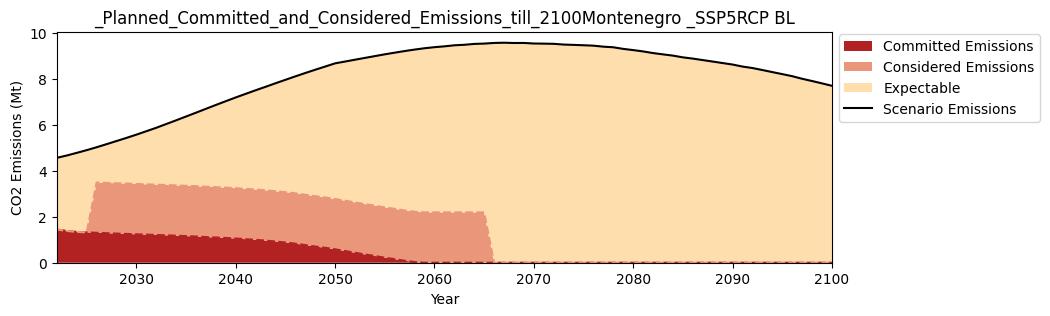 _Planned_Committed_and_Considered_Emissions_till_2100Montenegro _SSP5RCP BL
CO2 Emissions (Mt)
10
8
6
4
2
0
2030 2040 2050 2060 2070 2080 2090 2100
Year
Committed Emissions
Considered Emissions
Expectable
Scenario Emissions